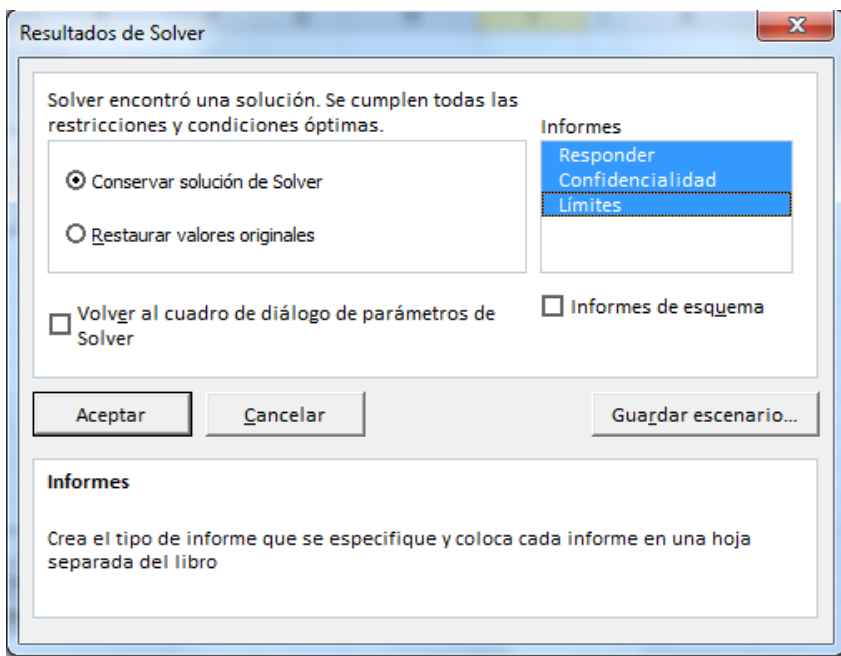 Resultados de Solver
Solver encontró una solución. Se cumplen todas las
restricciones y condiciones óptimas.
Conservar solución de Solver
Restaurar valores originales
Volver al cuadro de diálogo de parámetros de
Solver
Informes
Responder
Confidencialidad
Límites
Informes de esquema
Aceptar
Cancelar
Guardar escenario...
Informes
Crea el tipo de informe que se especifique y coloca cada informe en una hoja
separada del libro